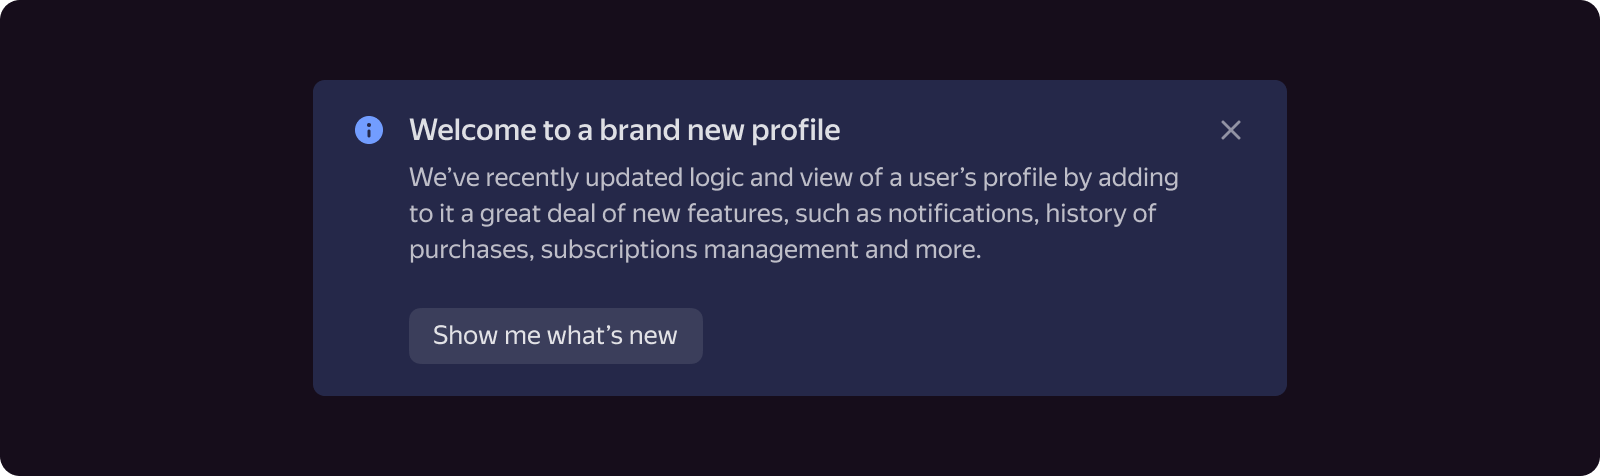 Welcome to a brand new profile
We’ve recently updated logic and view of a user’s profile by adding
to it a great deal of new features, such as notifications, history of
purchases, subscriptions management and more.
Show me what’s new